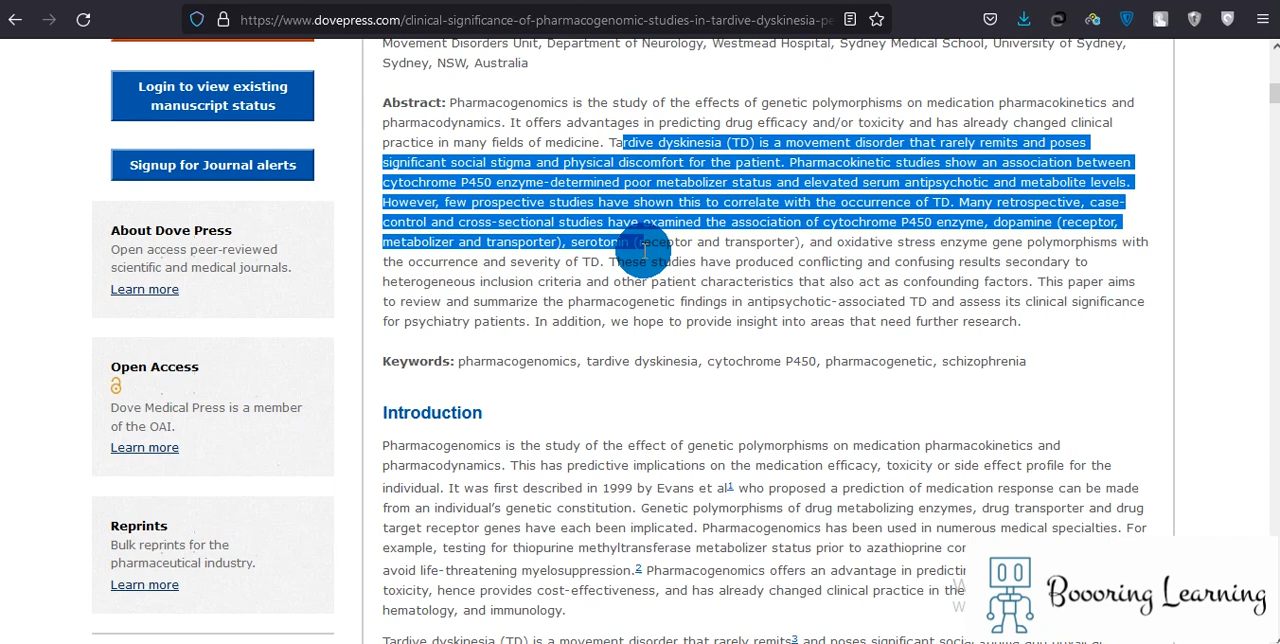 https://www.dovepress.com/clinical-significance-of-pharmacogenomic-studies-in-tardive-dyskinesia-pe
Movement Disorders Unit, Department of Neurology, Westmead Hospital, Sydney Medical School, University of Sydney,
Sydney, NSW, Australia
Login to view existing
manuscript status
Signup for Journal alerts
About Dove Press
Open access peer-reviewed
scientific and medical journals.
Learn more
Open Access
Dove Medical Press is a member
of the OAI.
Learn more
Reprints
Bulk reprints for the
pharmaceutical industry.
Learn more
Abstract: Pharmacogenomics is the study of the effects of genetic polymorphisms on medication pharmacokinetics and
pharmacodynamics. It offers advantages in predicting drug efficacy and/or toxicity and has already changed clinical
practice in many fields of medicine. Tardive dyskinesia (TD) is a movement disorder that rarely remits and poses
significant social stigma and physical discomfort for the patient. Pharmacokinetic studies show an association between
cytochrome P450 enzyme-determined poor metabolizer status and elevated serum antipsychotic and metabolite levels.
However, few prospective studies have shown this to correlate with the occurrence of TD. Many retrospective, case-
control and cross-sectional studies have examined the association of cytochrome P450 enzyme, dopamine (receptor,
metabolizer and transporter), serotonin (receptor and transporter), and oxidative stress enzyme gene polymorphisms with
the occurrence and severity of TD. These studies have produced conflicting and confusing results secondary to
heterogeneous inclusion criteria and other patient characteristics that also act as confounding factors. This paper aims
to review and summarize the pharmacogenetic findings in antipsychotic-associated TD and assess its clinical significance
for psychiatry patients. In addition, we hope to provide insight into areas that need further research.
Keywords: pharmacogenomics, tardive dyskinesia, cytochrome P450, pharmacogenetic, schizophrenia
Introduction
Pharmacogenomics is the study of the effect of genetic polymorphisms on medication pharmacokinetics and
pharmacodynamics. This has predictive implications on the medication efficacy, toxicity or side effect profile for the
individual. It was first described in 1999 by Evans et al1 who proposed a prediction of medication response can be made
from an individual's genetic constitution. Genetic polymorphisms of drug metabolizing enzymes, drug transporter and drug
target receptor genes have each been implicated. Pharmacogenomics has been used in numerous medical specialties. For
example, testing for thiopurine methyltransferase metabolizer status prior to azathioprine
avoid life-threatening myelosuppression.2 Pharmacogenomics offers an advantage in
toxicity, hence provides cost-effectiveness, and has already changed clinical practice in the
hematology, and immunology.
Tardive dyskinesia (TD) is a movement disorder that rarely remits3 and poses significant
Boooring Learning